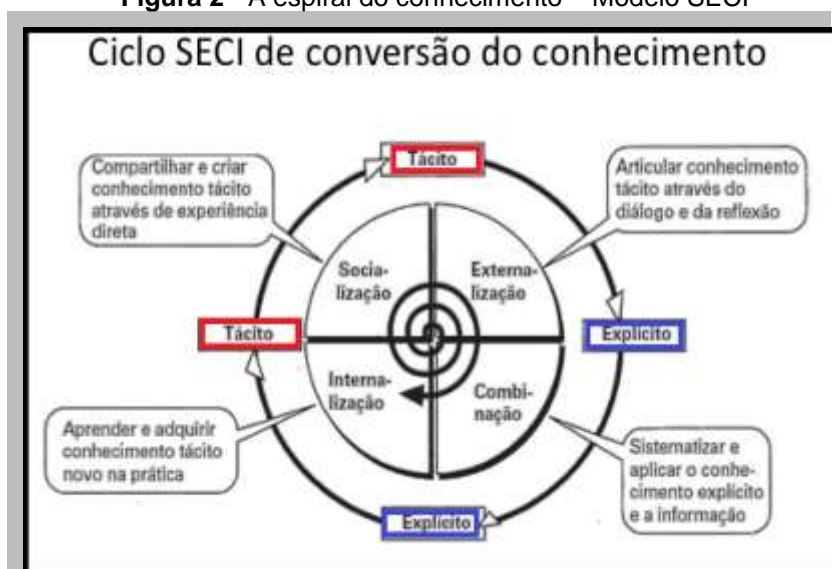 Figura 2 - A espiral do conhecimento – Modelo SECI
Ciclo SECI de conversão do conhecimento
Tácito
Compartilhar e criar
conhecimento tácito
através de experiência
direta
Articular conhecimento
tácito através do
diálogo e da reflexão
Socia-
lização
Externa-
lização
Tácito
Explícito
Interna-
lização
Combi-
nação
Aprender e adquirir
conhecimento tácito
novo na prática
Sistematizar e
aplicar o conhe-
cimento explícito
e a informação
Explícito